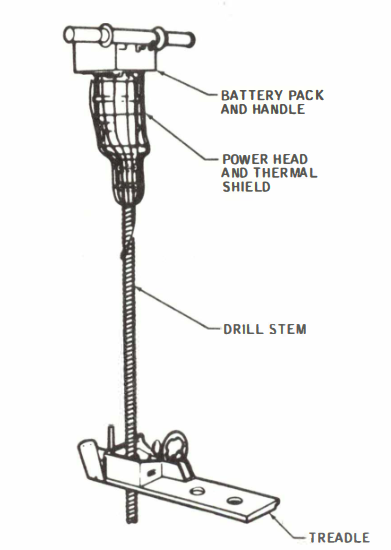 BATTERY PACK
AND HANDLE
POWER HEAD
AND THERMAL
SHIELD
DRILL STEM
TREADLE